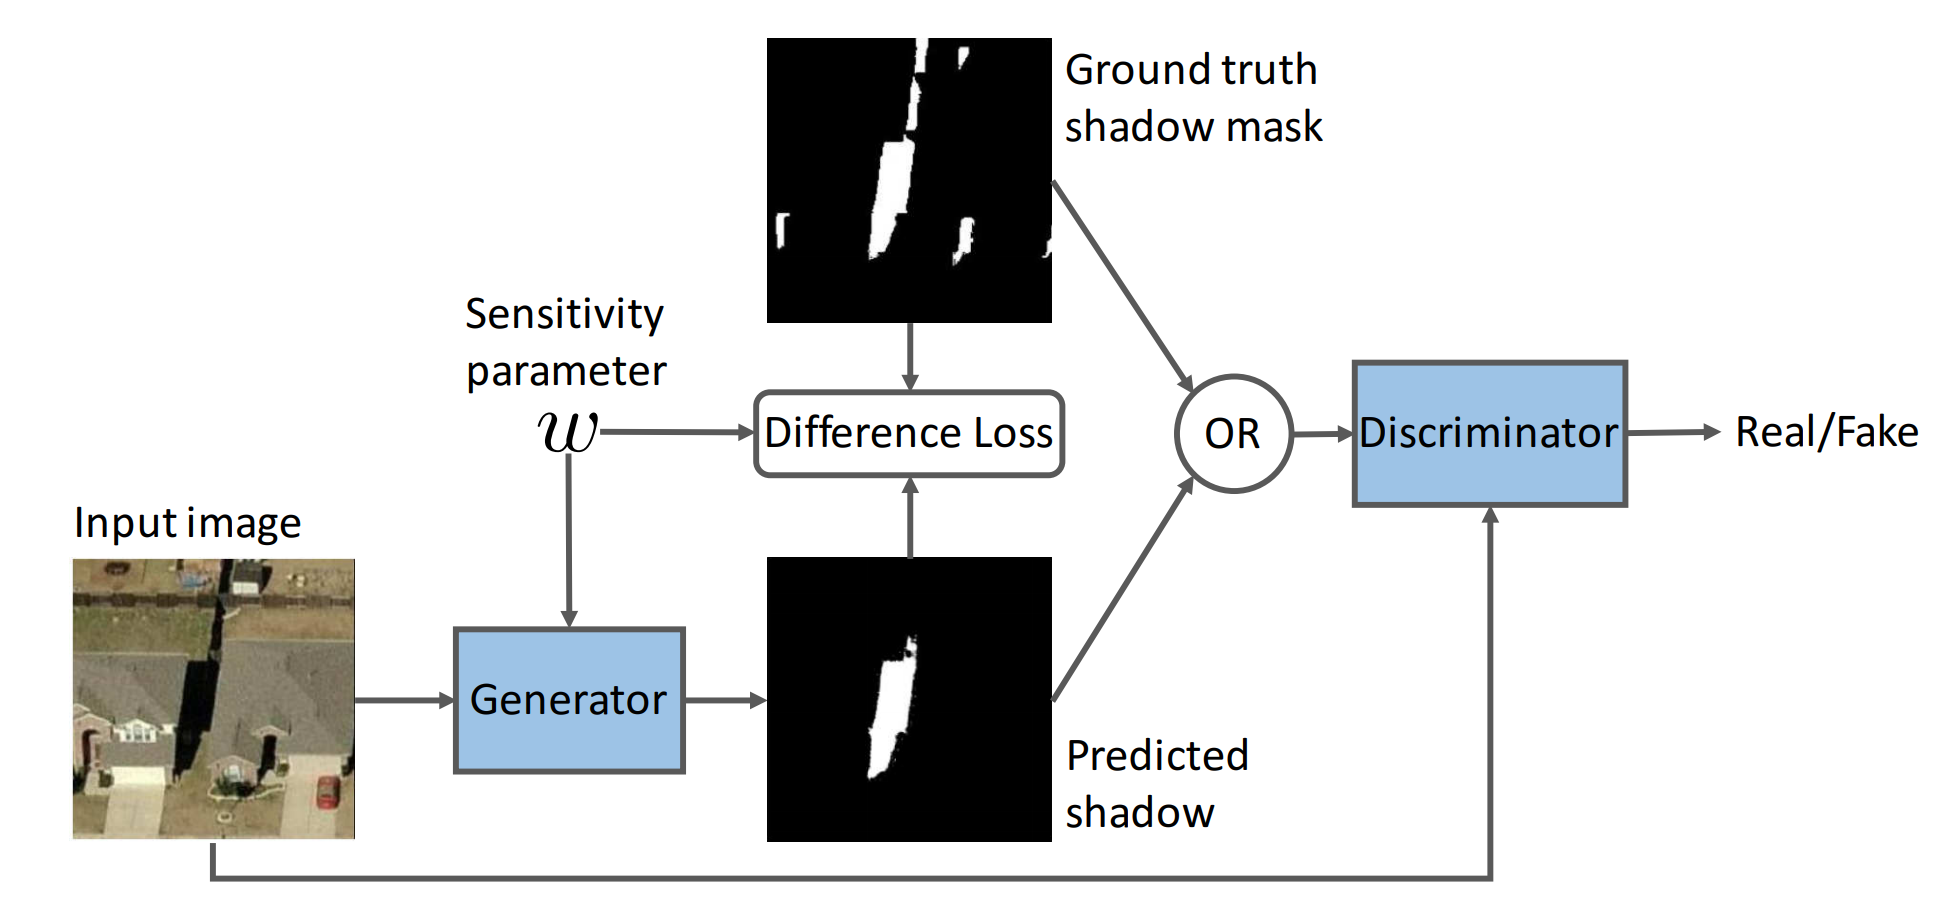 Ground truth
shadow mask
Sensitivity
parameter
w
Difference Loss
OR
Discriminator
Real/Fake
Input image
Generator
Predicted
shadow